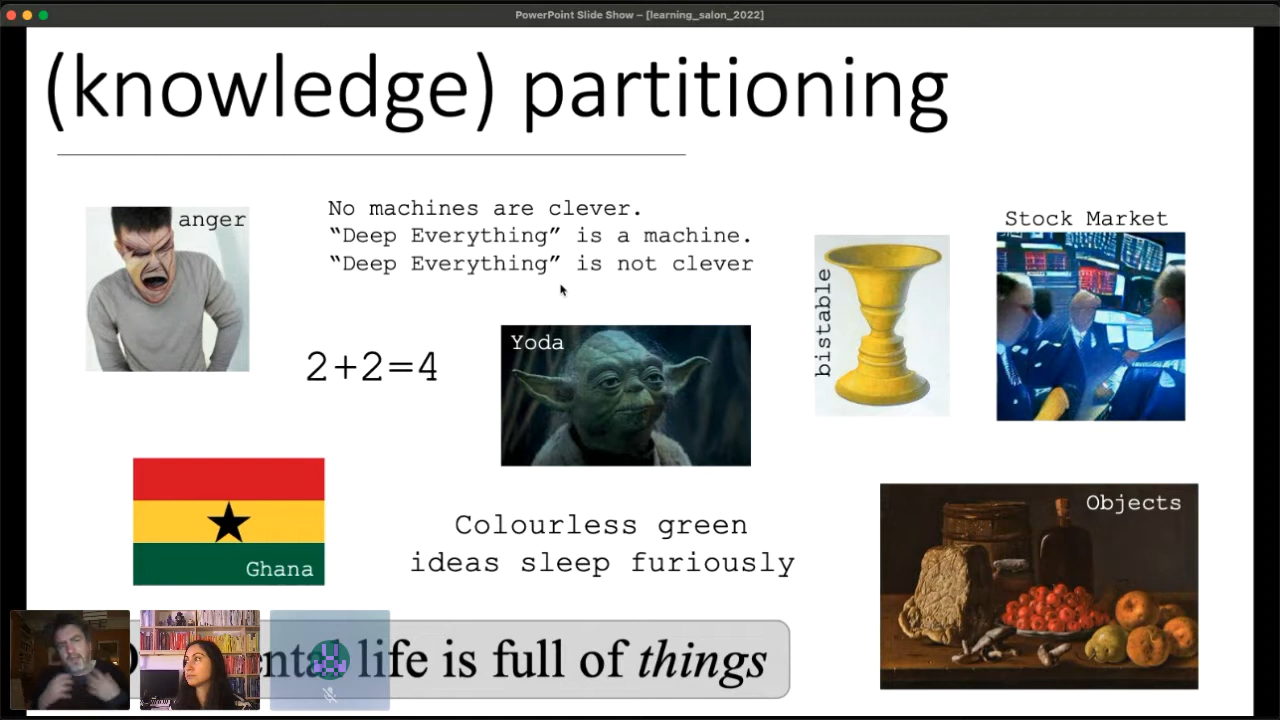 PowerPoint Slide Show – [learning_salon_2022]
(knowledge) partitioning
anger
No machines are clever.
“Deep Everything” is a machine.
“Deep Everything” is not clever
Stock Market
bistable
2+2=4
Yoda
Ghana
Colourless green
ideas sleep furiously
Objects
life is full of things